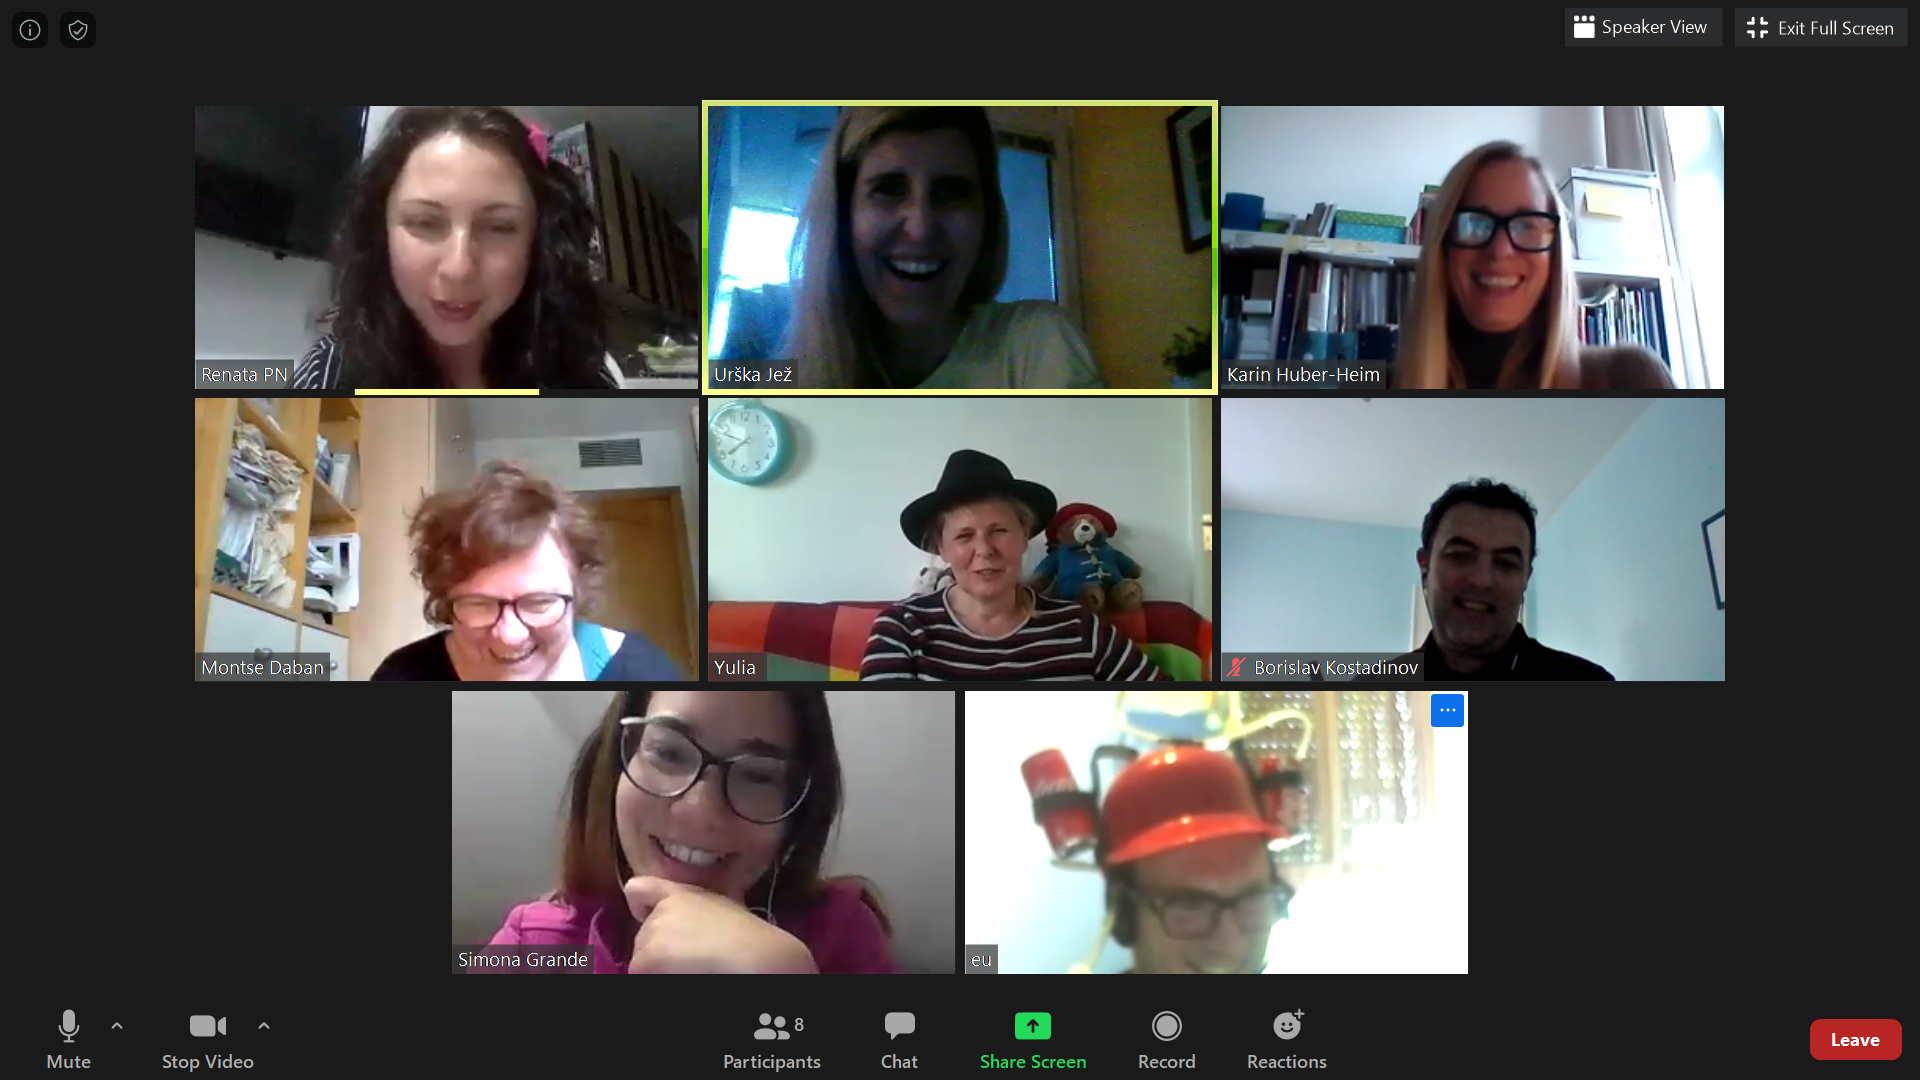 Speaker View
Exit Full Screen
Renata PN
Urška Jež
Karin Huber-Heim
Montse Daban
Yulia
Borislav Kostadinov
Simona Grande
eu
Mute
Stop Video
8
Participants
Chat
Share Screen
Record
Reactions
Leave